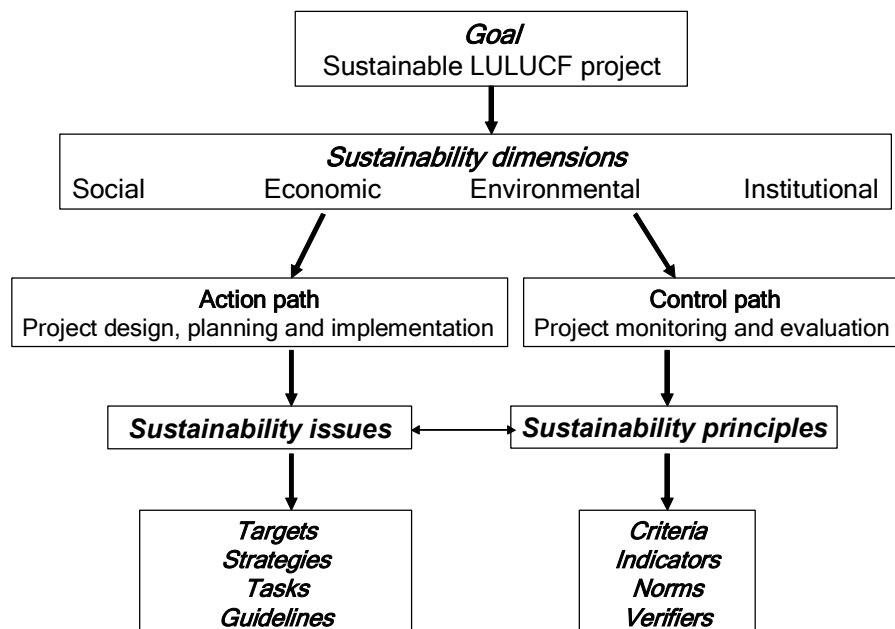 Goal
Sustainable LULUCF project
Sustainability dimensions
Social Economic Environmental Institutional
Action path
Project design, planning and implementation
Control path
Project monitoring and evaluation
Sustainability issues
Sustainability principles
Targets
Strategies
Tasks
Guidelines
Criteria
Indicators
Norms
Verifiers